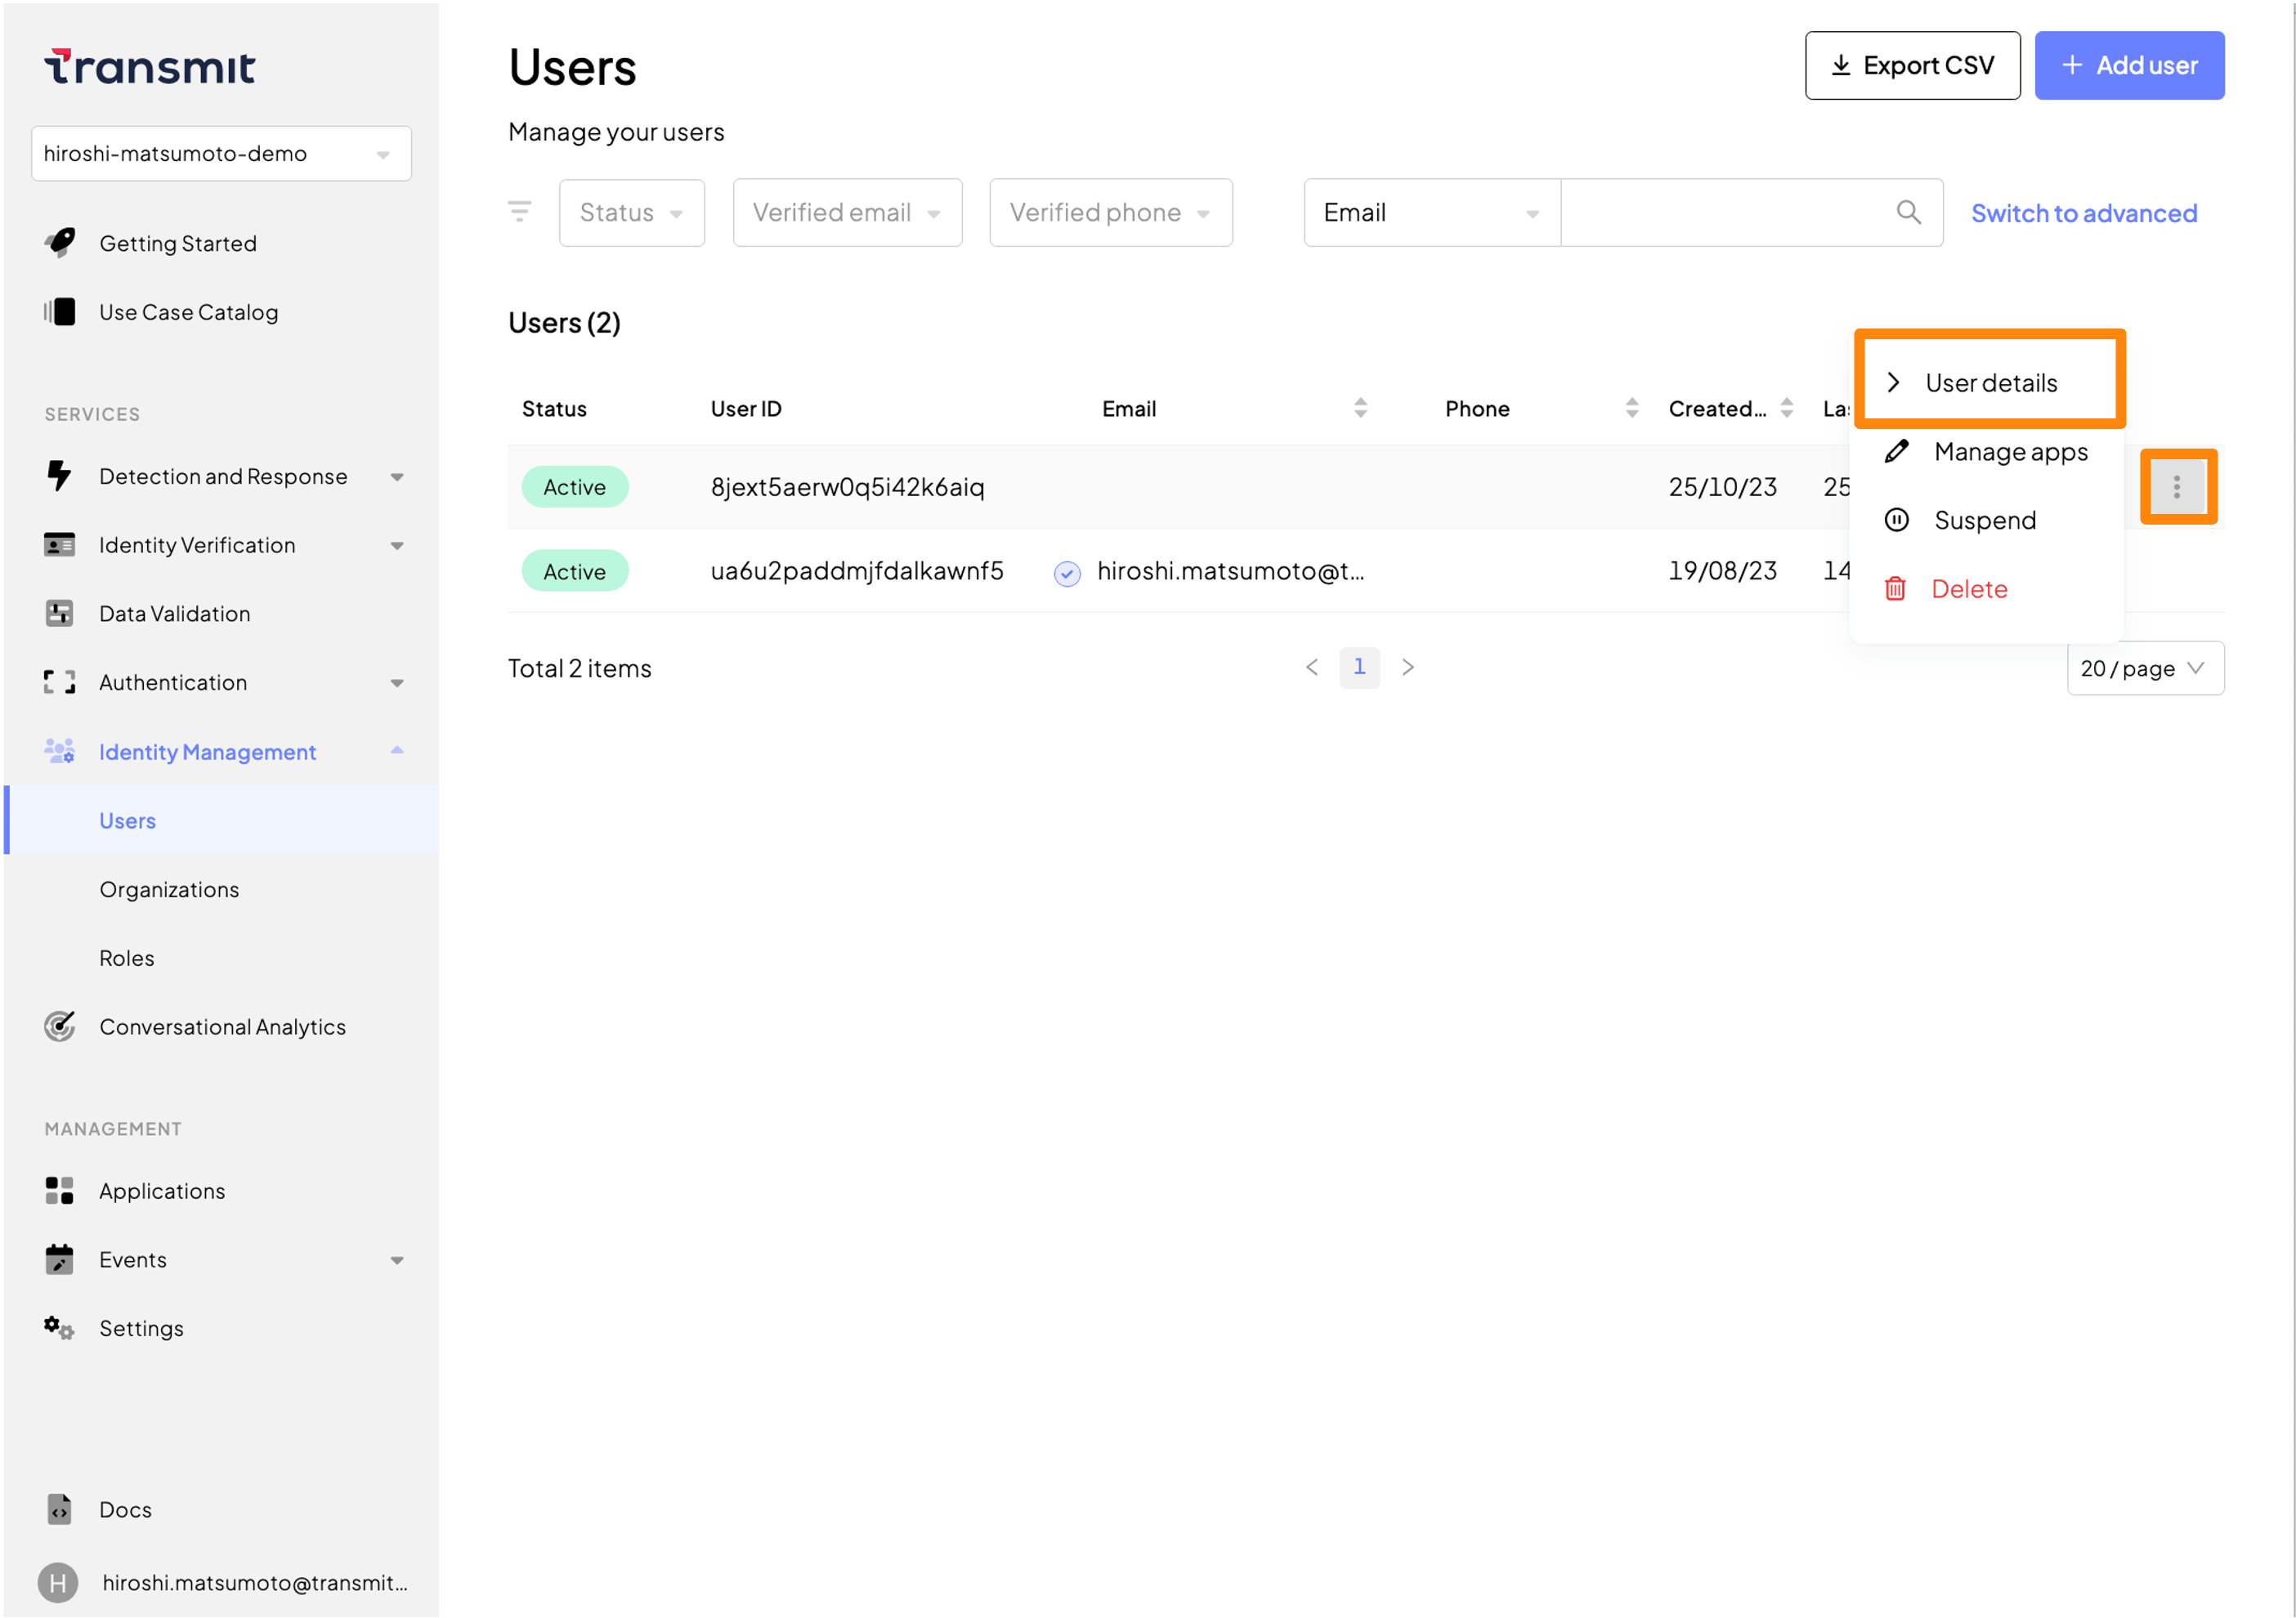 Transmit
hiroshi-matsumoto-demo
Getting Started
Use Case Catalog
SERVICES
Detection and Response
Identity Verification
Data Validation
Authentication
Identity Management
Users
Organizations
Roles
Conversational Analytics
MANAGEMENT
Applications
Events
Settings
Docs
H hiroshi.matsumoto@transmit...
Users
Export CSV
+ Add user
Manage your users
Status
Verified email
Verified phone
Email
Switch to advanced
Users (2)
Status User ID Email Phone Created... Las
Active 8jext5aerw0q5i42k6aiq 25/10/23 25
Active ua6u2paddmjfdalkawnf5 hiroshi.matsumoto@t... 19/08/23 14
User details
Manage apps
Suspend
Delete
Total 2 items
< 1 >
20 / page